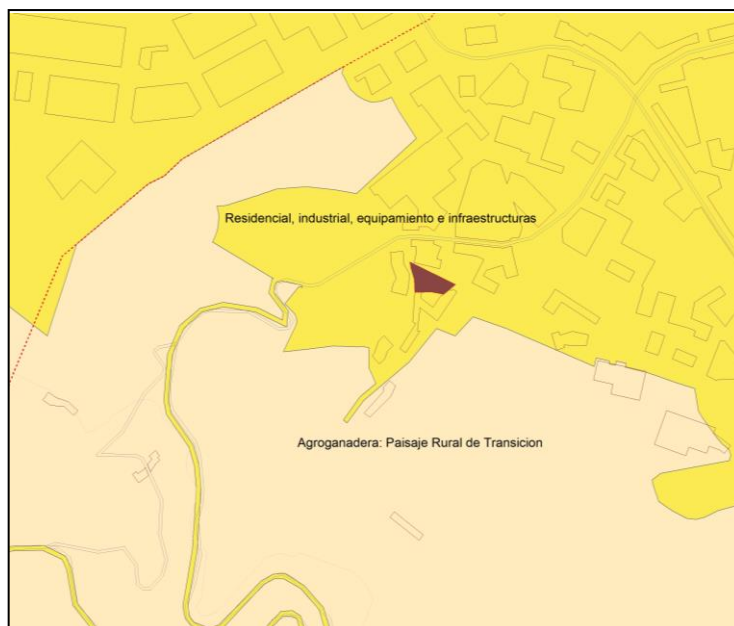 Residencial, industrial, equipamiento e infraestructuras
Agroganadera: Paisaje Rural de Transicion